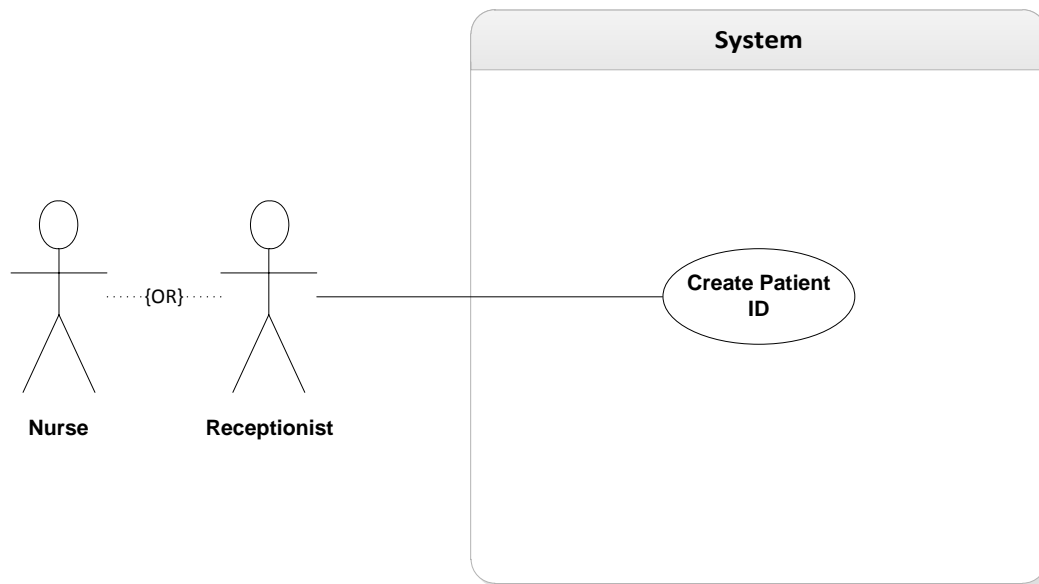 System
Create Patient
ID
{OR}
Nurse
Receptionist